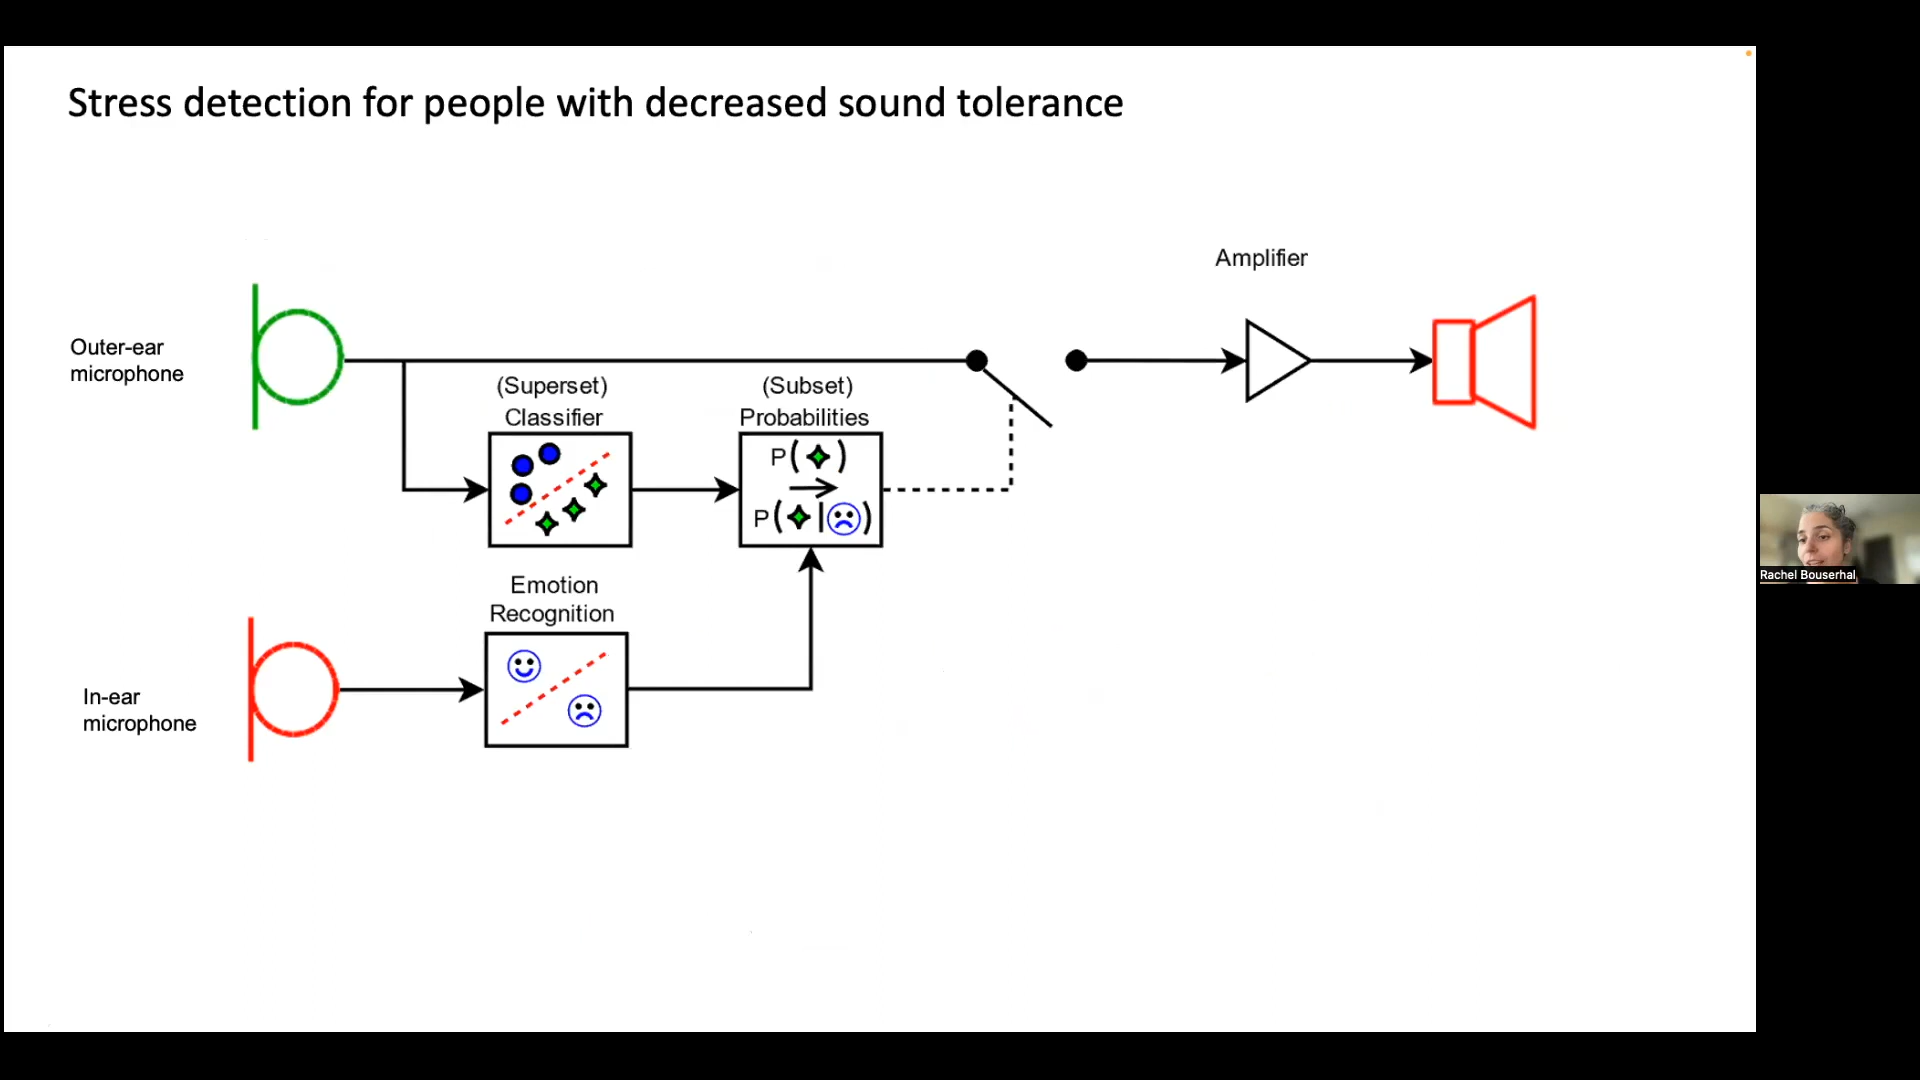 Stress detection for people with decreased sound tolerance
Amplifier
Outer-ear
microphone
(Superset)
Classifier
(Subset)
Probabilities
P( )
P( | )
Emotion
Recognition
In-ear
microphone
Rachel Bouserhal